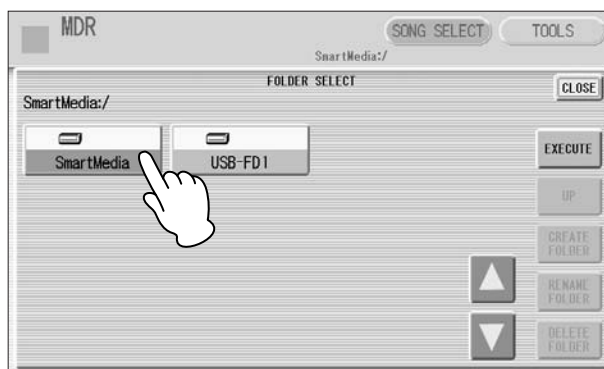 MDR
SONG SELECT
TOOLS
SmartMedia:/
FOLDER SELECT
CLOSE
SmartMedia:/
SmartMedia
USB-FD1
EXECUTE
UP
CREATE
FOLDER
RENAME
FOLDER
DELETE
FOLDER